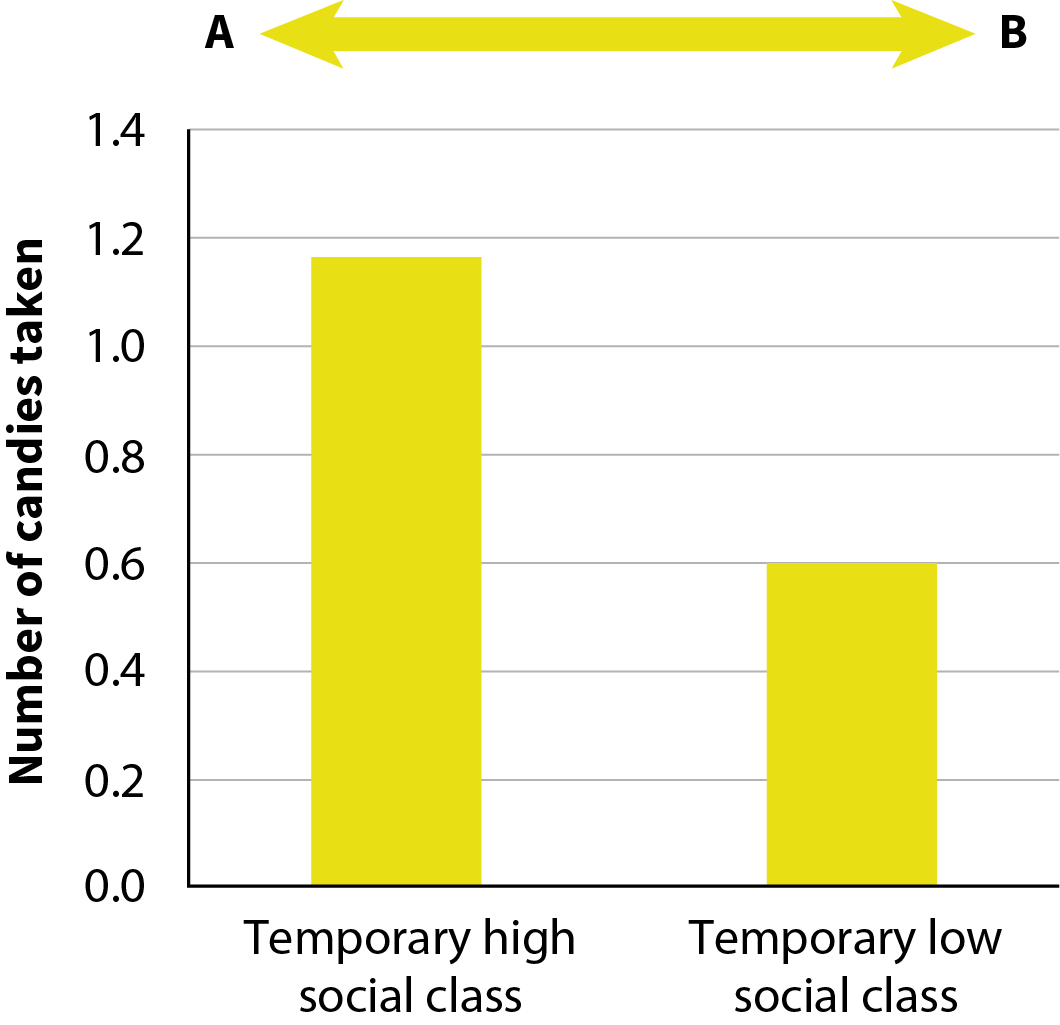 A B
1.4
1.2
1.0
0.8
0.6
0.4
0.2
0.0
Number of candies taken
Temporary high
social class
Temporary low
social class